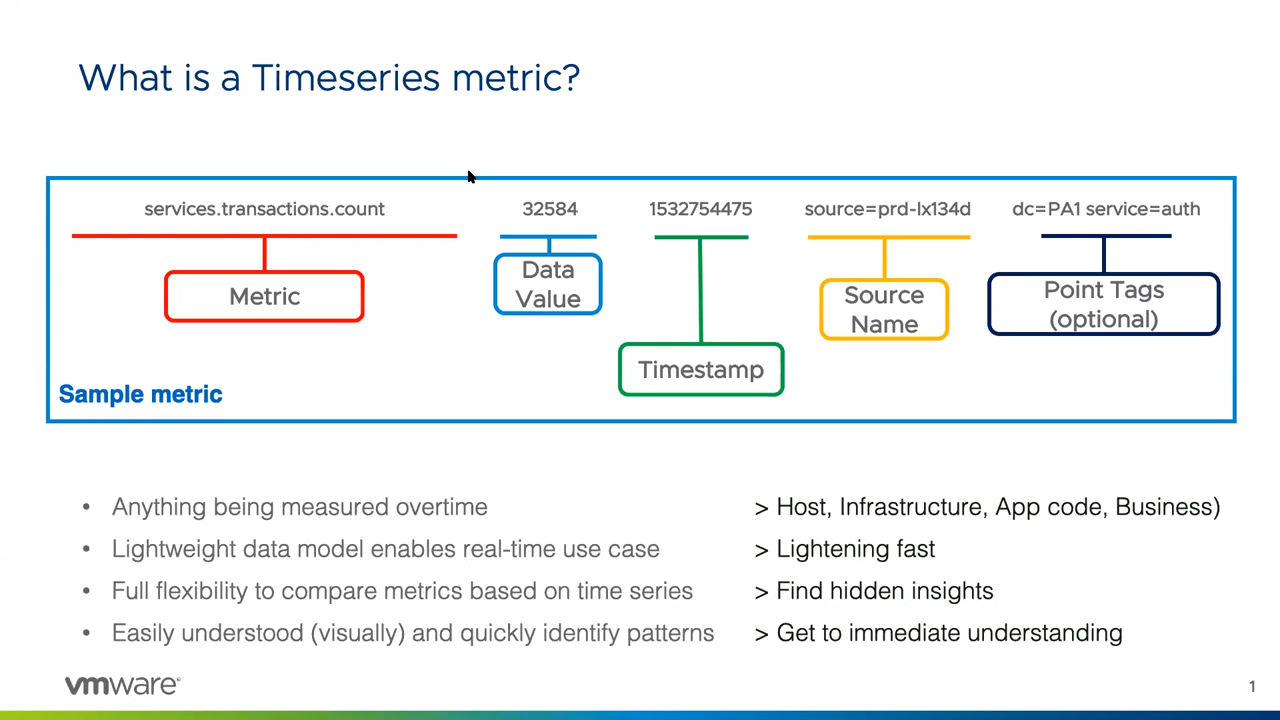 What is a Timeseries metric?
services.transactions.count 32584 1532754475 source=prd-lx134d dc=PA1 service=auth
Metric
Data
Value
Timestamp
Source
Name
Point Tags
(optional)
Sample metric
• Anything being measured overtime > Host, Infrastructure, App code, Business)
• Lightweight data model enables real-time use case > Lightening fast
• Full flexibility to compare metrics based on time series > Find hidden insights
• Easily understood (visually) and quickly identify patterns > Get to immediate understanding
vmware®
1